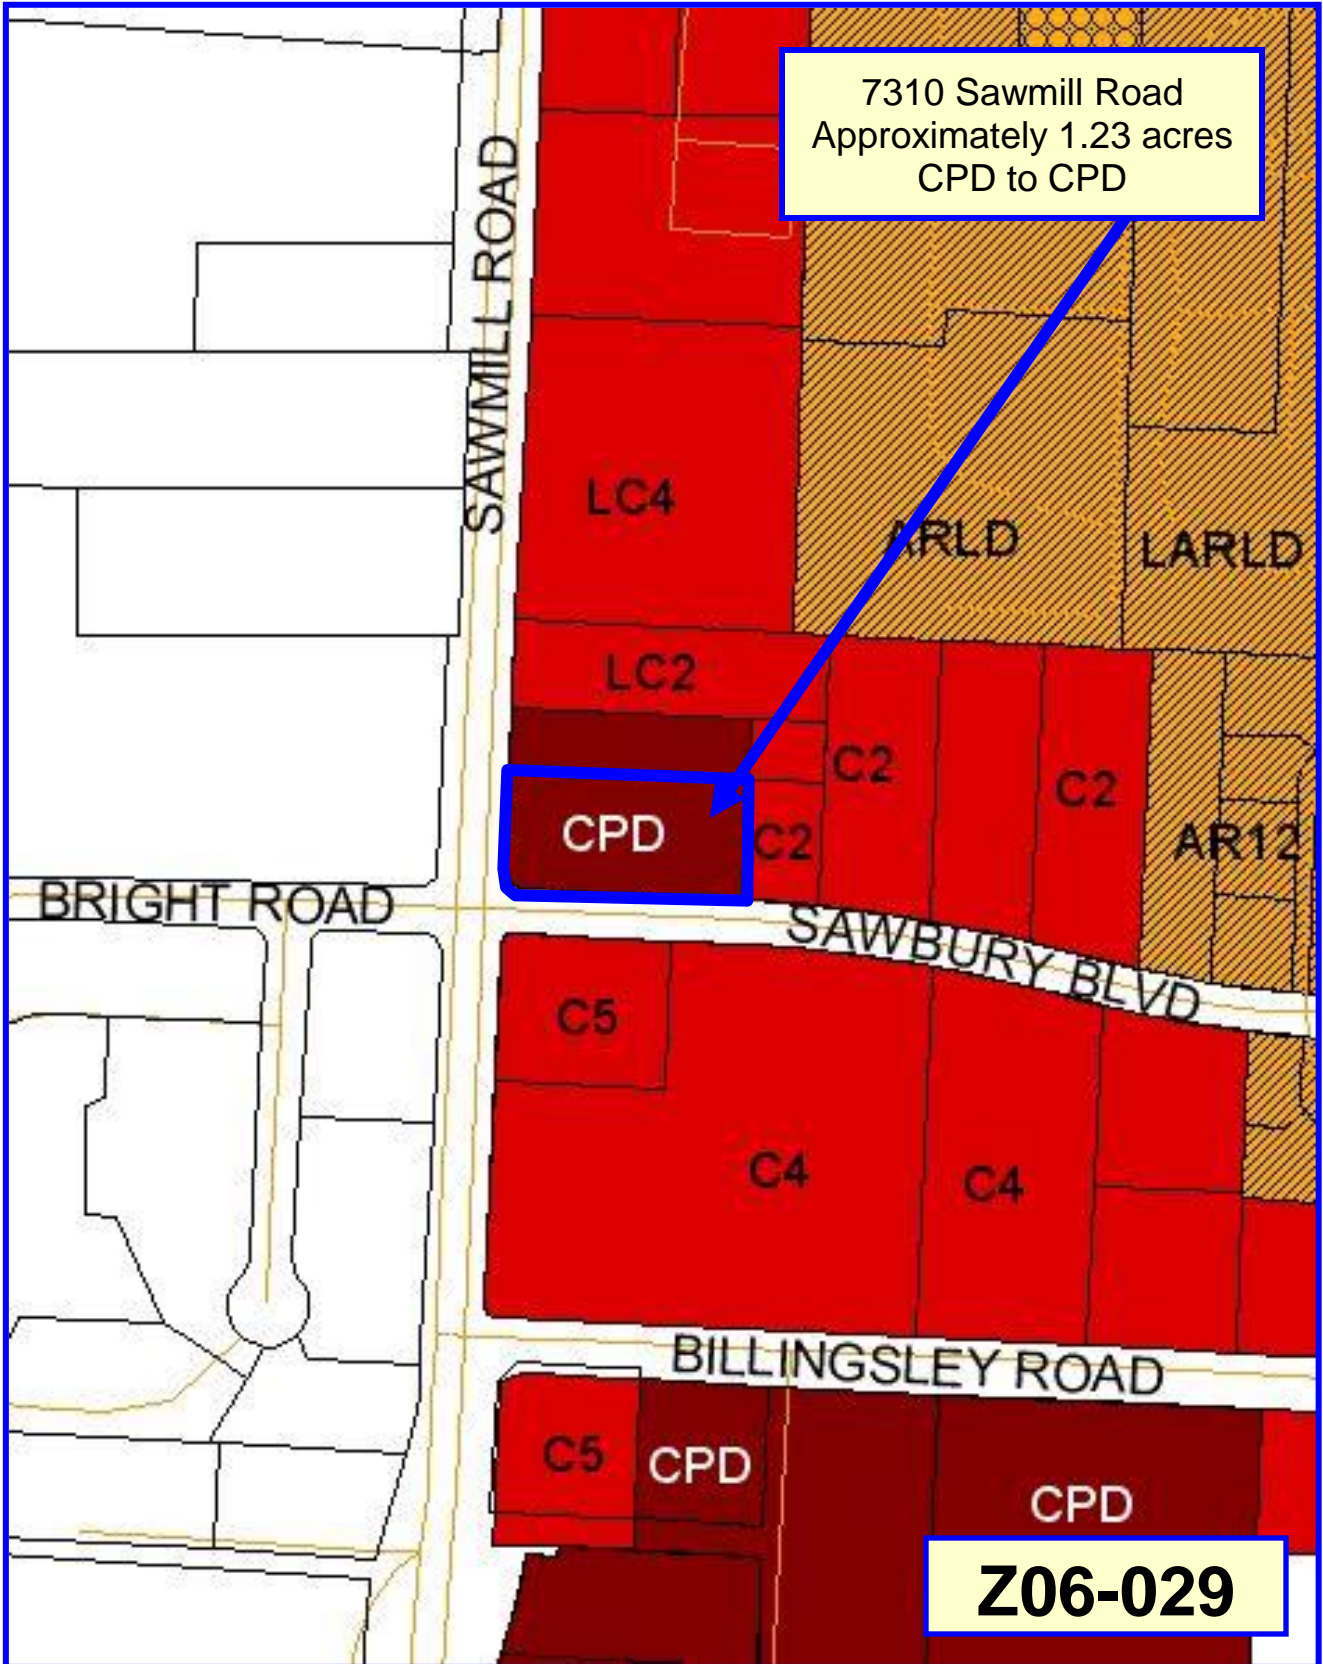 7310 Sawmill Road
Approximately 1.23 acres
CPD to CPD
SAWMILL ROAD
LC4
ARLD
LARLD
LC2
C2
C2
CPD
C2
AR12
BRIGHT ROAD
SAWBURY BLVD
C5
C4
C4
BILLINGSLEY ROAD
C5
CPD
CPD
Z06-029